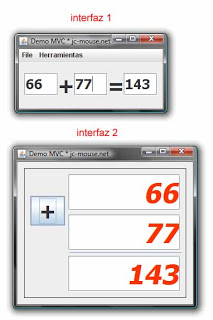 interfaz 1
Demo MVC * jc-mouse.net
File Herramientas
66 + 77 = 143
interfaz 2
Demo MVC * jc-mouse.net
66
+
77
143